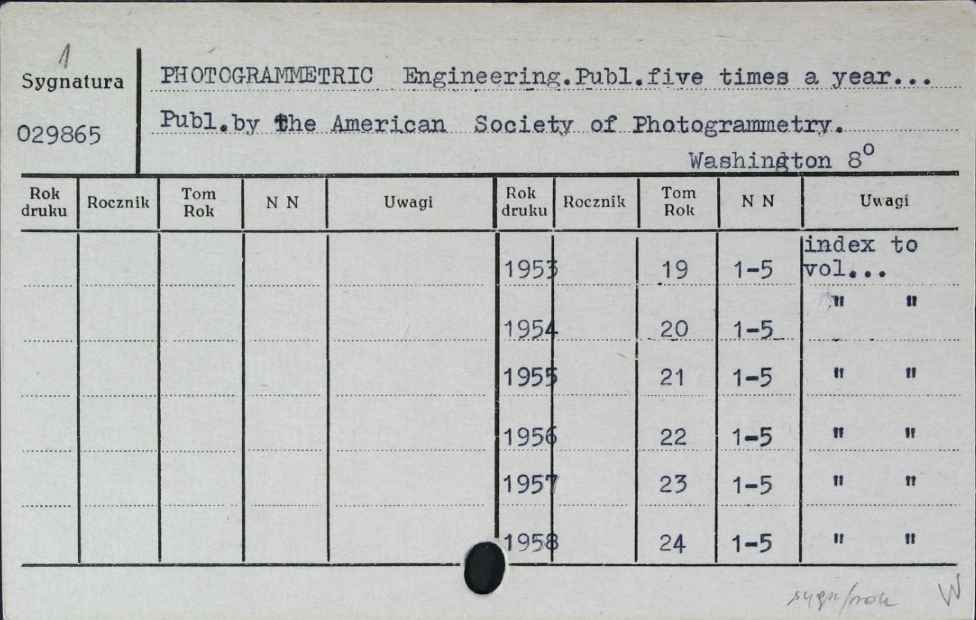 1
Sygnatura
029865
PHOTOGRAMMETRIC Engineering.Publ.five times a year...
Publ.by the American Society of Photogrammetry.
Washington 8o
Rok druku Rocznik Tom Rok N N Uwagi Rok druku Rocznik Tom Rok N N Uwagi
1953 19 1-5 index to vol...
1954 20 1-5 " "
1955 21 1-5 " "
1956 22 1-5 " "
1957 23 1-5 " "
1958 24 1-5 " "
W